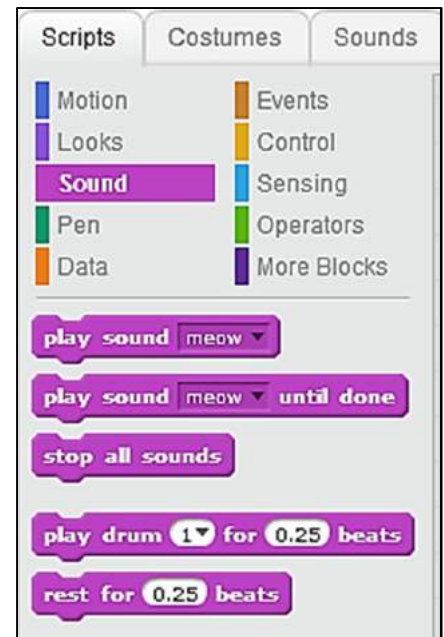 Scripts Costumes Sounds
Motion Events
Looks Control
Sound Sensing
Pen Operators
Data More Blocks
play sound meow
play sound meow until done
stop all sounds
play drum 1 for 0.25 beats
rest for 0.25 beats